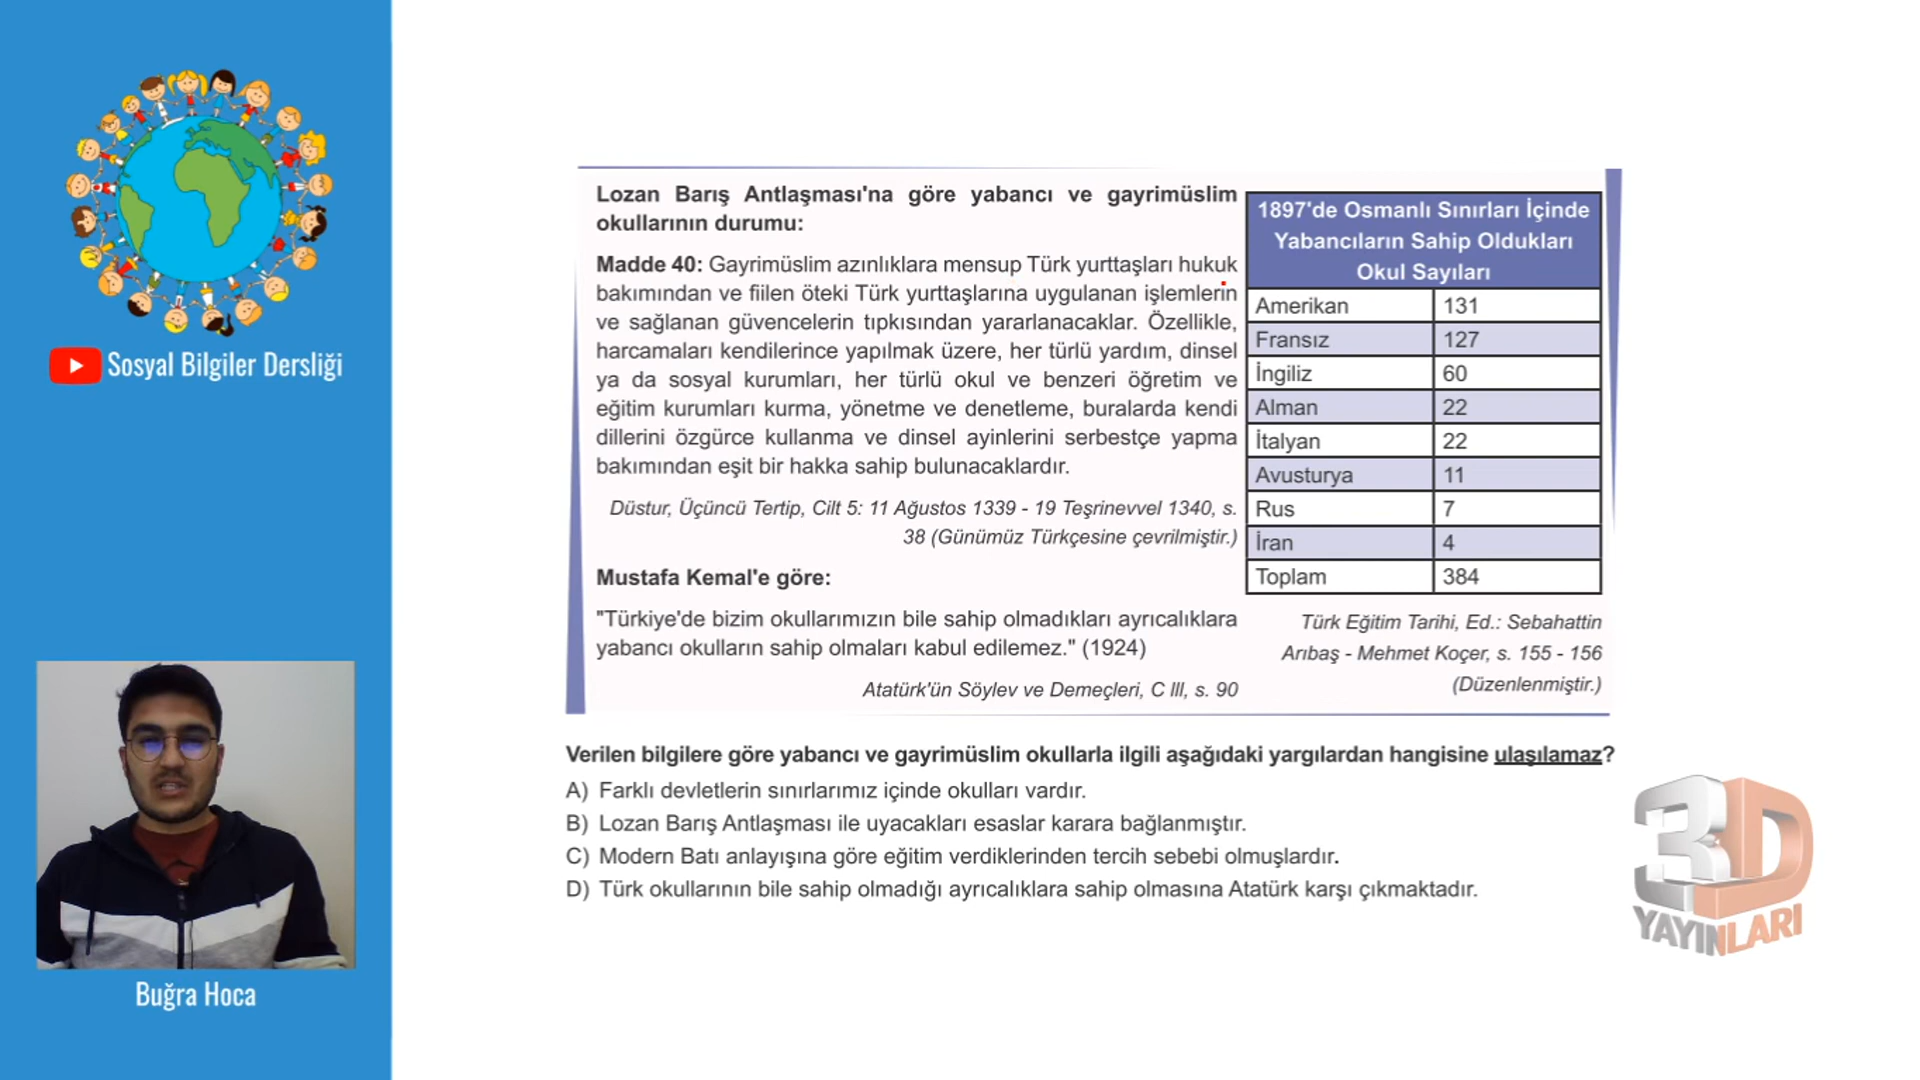 Sosyal Bilgiler Dersliği
Buğra Hoca
Lozan Barış Antlaşması'na göre yabancı ve gayrimüslim
okullarının durumu:
Madde 40: Gayrimüslim azınlıklara mensup Türk yurttaşları hukuk
bakımından ve fiilen öteki Türk yurttaşlarına uygulanan işlemlerin
ve sağlanan güvencelerin tıpkısından yararlanacaklar. Özellikle,
harcamaları kendilerince yapılmak üzere, her türlü yardım, dinsel
ya da sosyal kurumları, her türlü okul ve benzeri öğretim ve
eğitim kurumları kurma, yönetme ve denetleme, buralarda kendi
dillerini özgürce kullanma ve dinsel ayinlerini serbestçe yapma
bakımından eşit bir hakka sahip bulunacaklardır.
Düstur, Üçüncü Tertip, Cilt 5: 11 Ağustos 1339 - 19 Teşrinevvel 1340, s.
38 (Günümüz Türkçesine çevrilmiştir.)
Mustafa Kemal'e göre:
"Türkiye'de bizim okullarımızın bile sahip olmadıkları ayrıcalıklara
yabancı okulların sahip olmaları kabul edilemez." (1924)
Atatürk'ün Söylev ve Demeçleri, C III, s. 90
1897'de Osmanlı Sınırları İçinde
Yabancıların Sahip Oldukları
Okul Sayıları
Amerikan 131
Fransız 127
İngiliz 60
Alman 22
İtalyan 22
Avusturya 11
Rus 7
İran 4
Toplam 384
Türk Eğitim Tarihi, Ed.: Sebahattin
Arıbaş - Mehmet Koçer, s. 155 - 156
(Düzenlenmiştir.)
Verilen bilgilere göre yabancı ve gayrimüslim okullarla ilgili aşağıdaki yargılardan hangisine ulaşılamaz?
A) Farklı devletlerin sınırlarımız içinde okulları vardır.
B) Lozan Barış Antlaşması ile uyacakları esaslar karara bağlanmıştır.
C) Modern Batı anlayışına göre eğitim verdiklerinden tercih sebebi olmuşlardır.
D) Türk okullarının bile sahip olmadığı ayrıcalıklara sahip olmasına Atatürk karşı çıkmaktadır.
3D
YAYINLARI